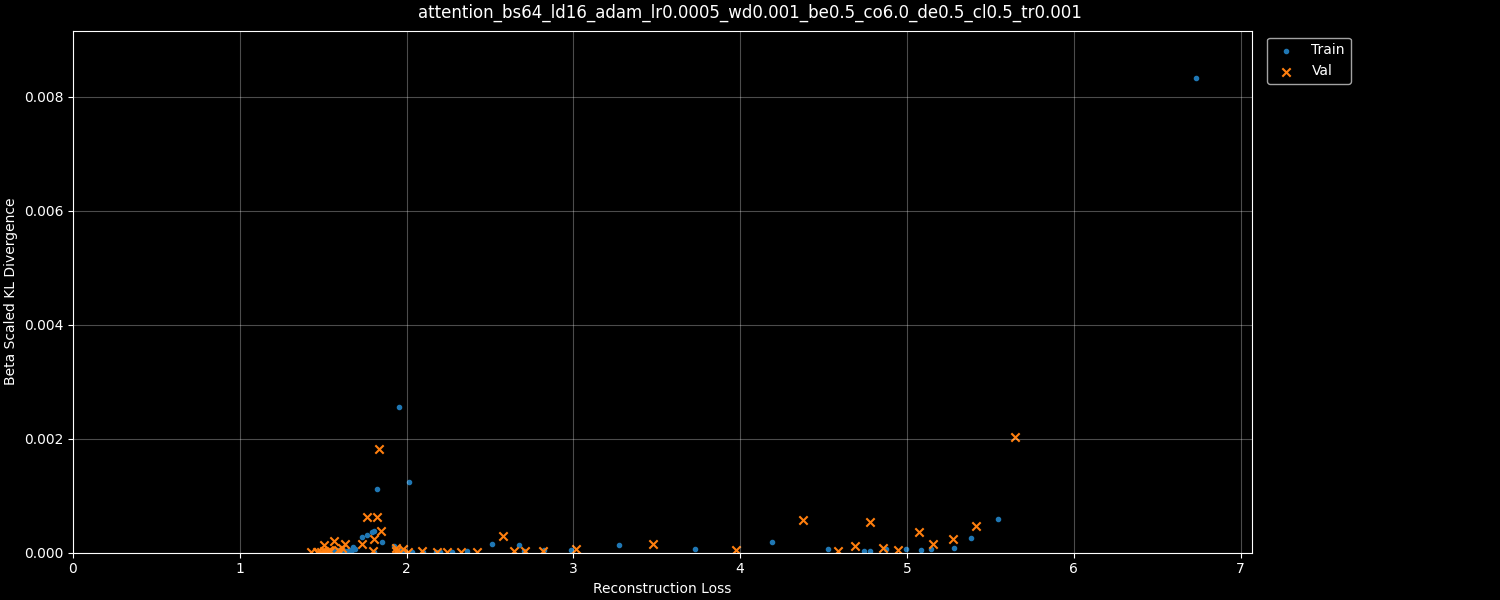 attention_bs64_ld16_adam_lr0.0005_wd0.001_be0.5_co6.0_de0.5_cl0.5_tr0.001
Train
Val
0.008
0.006
0.004
0.002
0.000
Beta Scaled KL Divergence
0 1 2 3 4 5 6 7
Reconstruction Loss